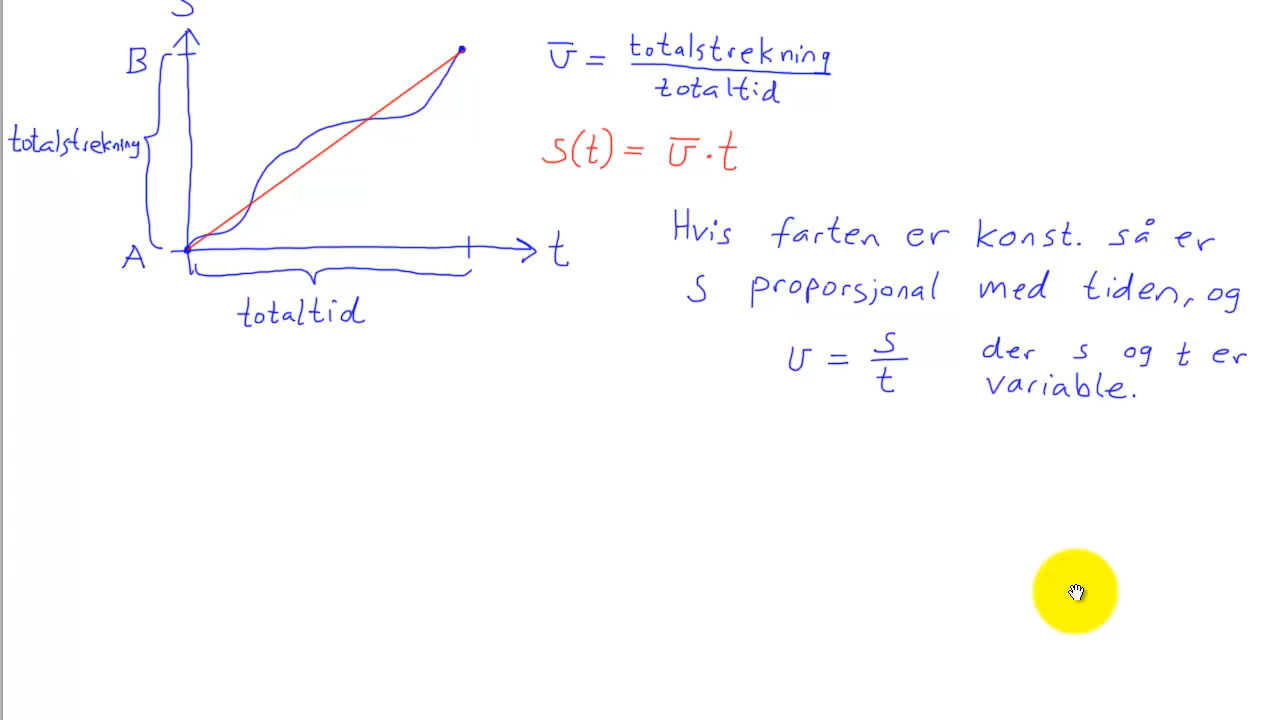 S
B
totalstrekning
A
t
totaltid
v̅ = totalstrekning / totaltid
s(t) = v̅ · t
Hvis farten er konst. så er
s proporsjonal med tiden, og
v = s / t der s og t er
variable.